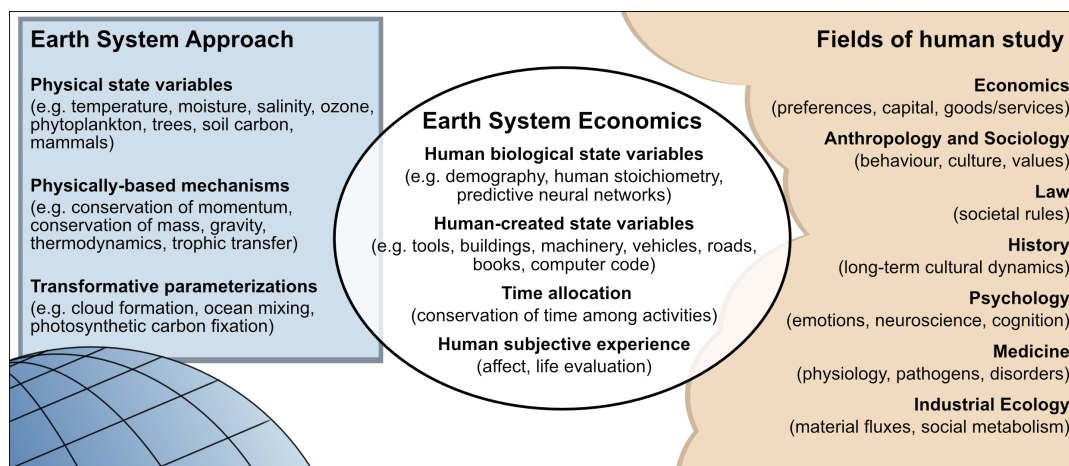 Earth System Approach
Physical state variables
(e.g. temperature, moisture, salinity, ozone,
phytoplankton, trees, soil carbon,
mammals)
Physically-based mechanisms
(e.g. conservation of momentum,
conservation of mass, gravity,
thermodynamics, trophic transfer)
Transformative parameterizations
(e.g. cloud formation, ocean mixing,
photosynthetic carbon fixation)
Earth System Economics
Human biological state variables
(e.g. demography, human stoichiometry,
predictive neural networks)
Human-created state variables
(e.g. tools, buildings, machinery, vehicles, roads,
books, computer code)
Time allocation
(conservation of time among activities)
Human subjective experience
(affect, life evaluation)
Fields of human study
Economics
(preferences, capital, goods/services)
Anthropology and Sociology
(behaviour, culture, values)
Law
(societal rules)
History
(long-term cultural dynamics)
Psychology
(emotions, neuroscience, cognition)
Medicine
(physiology, pathogens, disorders)
Industrial Ecology
(material fluxes, social metabolism)